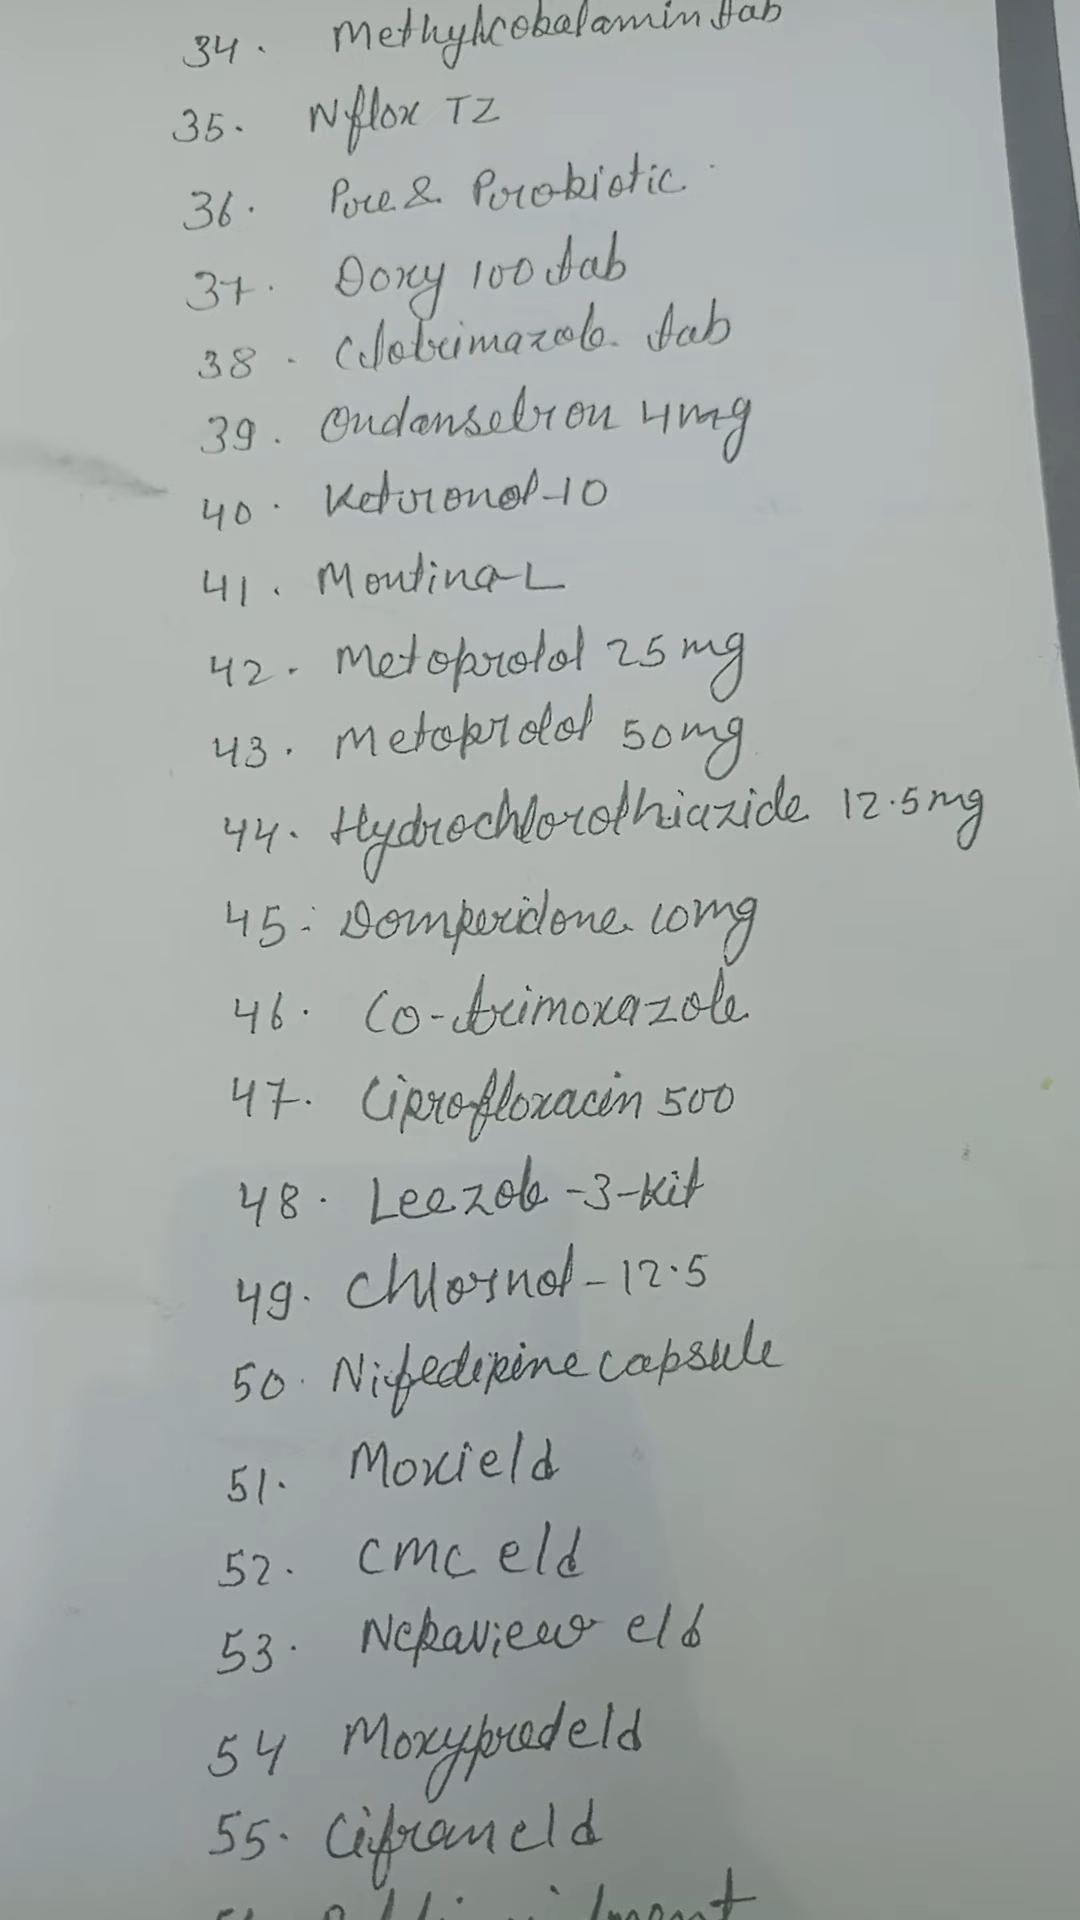 34. Methylcobalamin tab
35. Nflox TZ
36. Pre & Probiotic
37. Doxy 100 tab
38. Clotrimazole tab
39. Ondansetron 4mg
40. Ketronol-10
41. Montina-L
42. Metoprolol 25 mg
43. Metoprolol 50mg
44. Hydrochlorothiazide 12.5mg
45. Domperidone 10mg
46. Co-trimoxazole
47. Ciprofloxacin 500
48. Leezole-3-Kit
49. Chlornol-12.5
50. Nifedipine capsule
51. Moxi e/d
52. CMC e/d
53. Nepaview e/d
54 Moxypred e/d
55. Cifran e/d